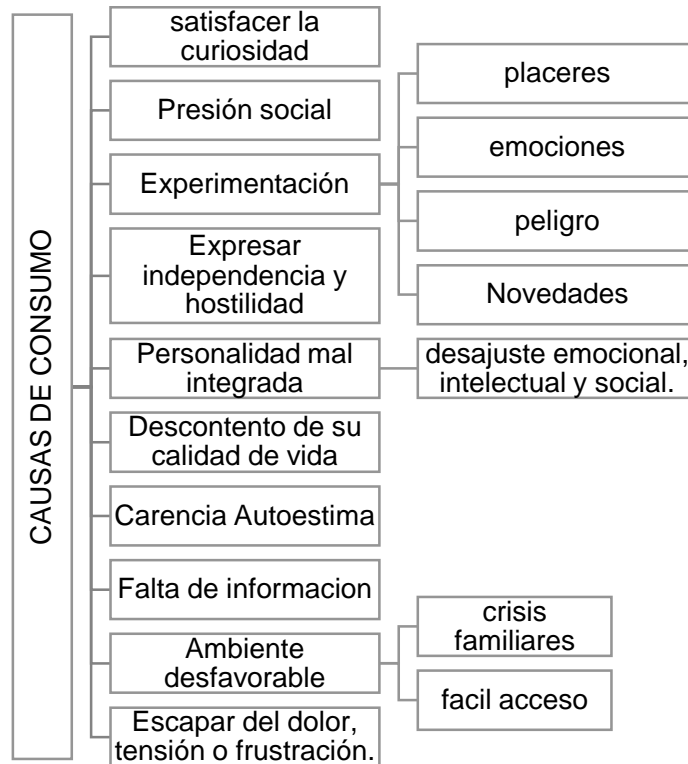 CAUSAS DE CONSUMO
satisfacer la
curiosidad
Presión social
Experimentación
placeres
emociones
peligro
Novedades
Expresar
independencia y
hostilidad
Personalidad mal
integrada
desajuste emocional,
intelectual y social.
Descontento de su
calidad de vida
Carencia Autoestima
Falta de informacion
Ambiente
desfavorable
crisis
familiares
facil acceso
Escapar del dolor,
tensión o frustración.